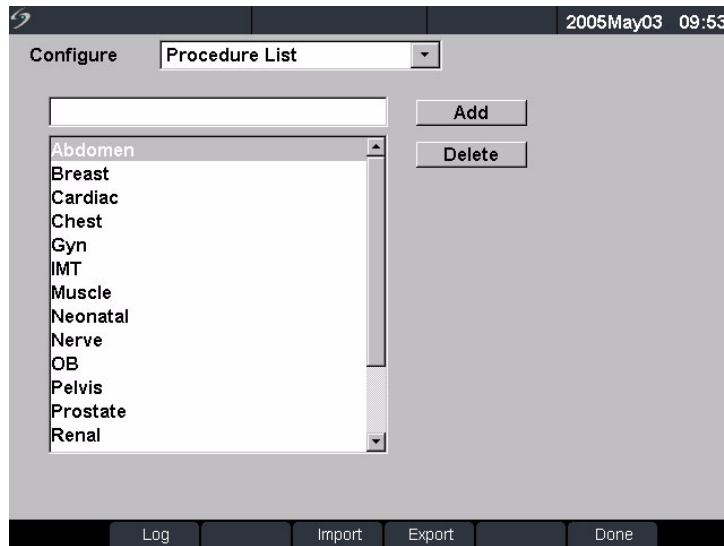 2005May03 09:53
Configure Procedure List
Add
Abdomen
Delete
Breast
Cardiac
Chest
Gyn
IMT
Muscle
Neonatal
Nerve
OB
Pelvis
Prostate
Renal
Log Import Export Done